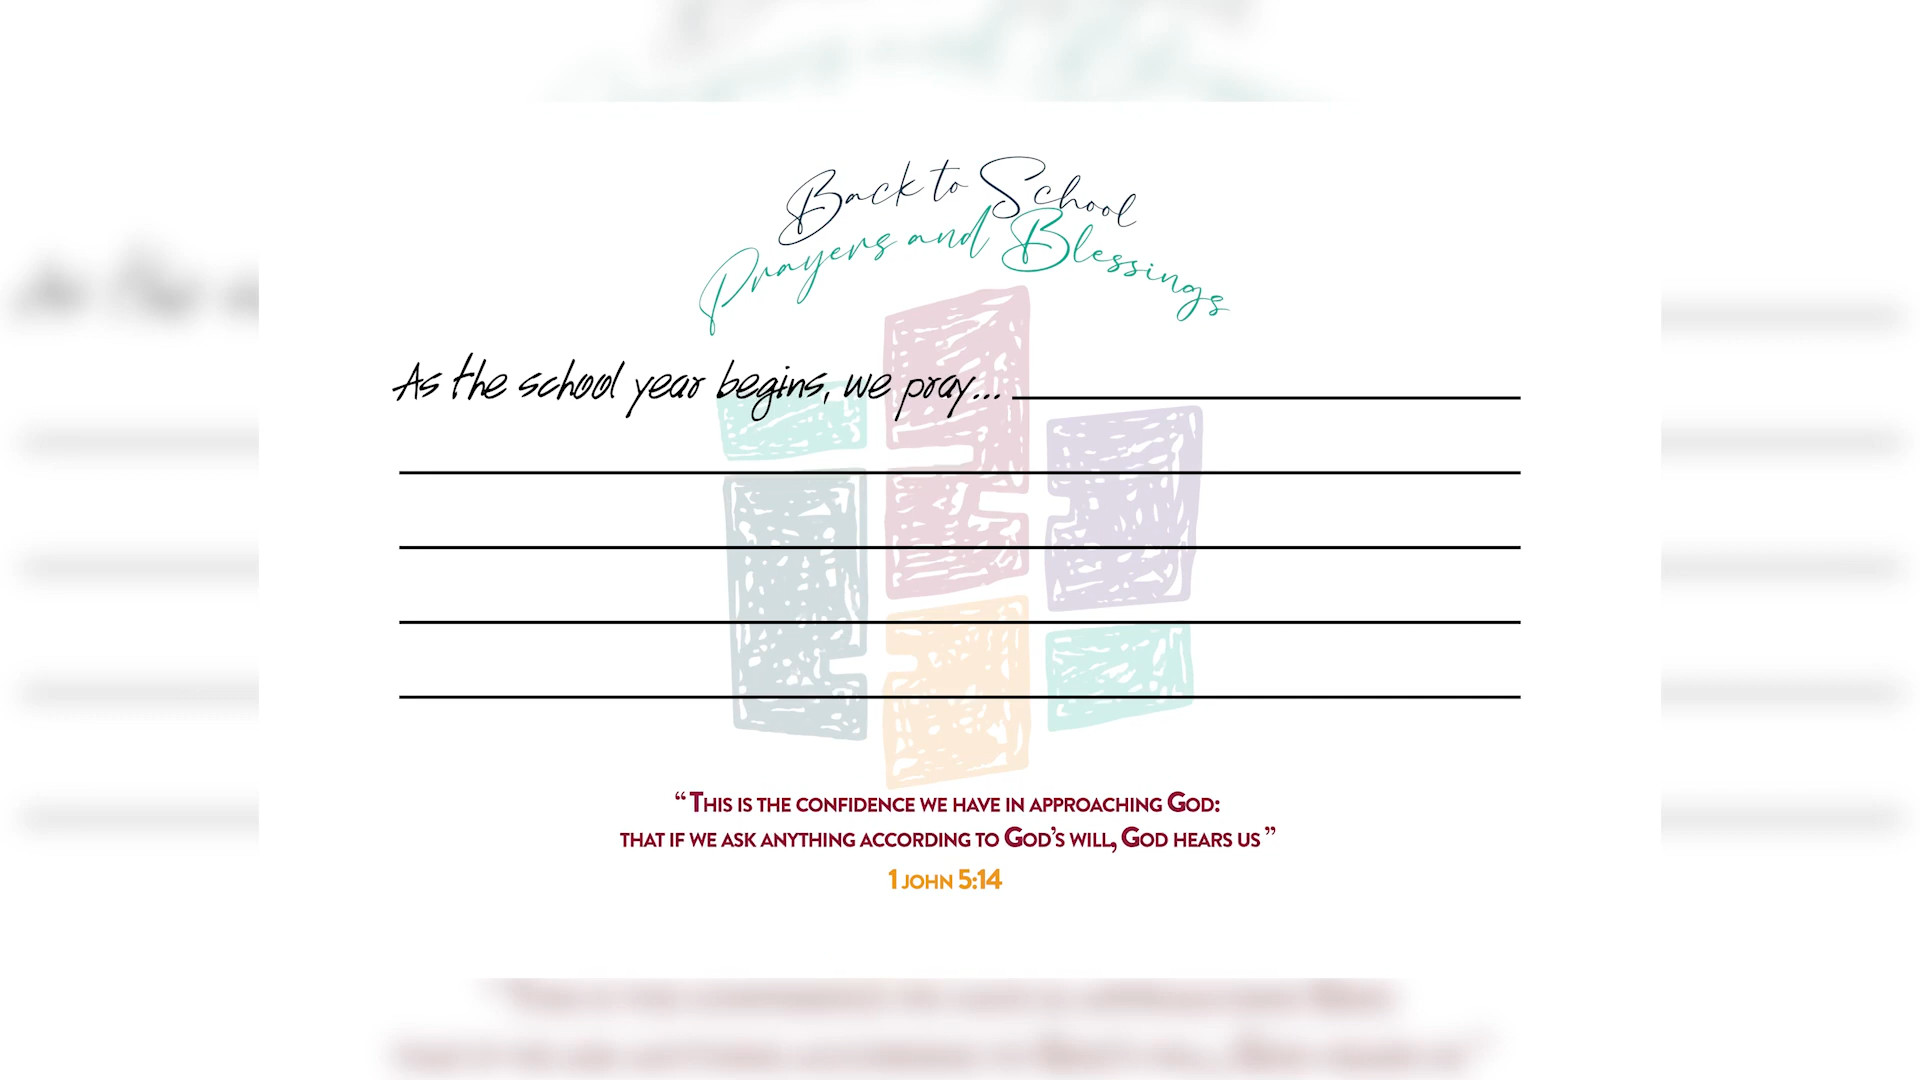 Back to School
Prayers and Blessings
As the school year begins, we pray...
“This is the confidence we have in approaching God:
that if we ask anything according to God’s will, God hears us”
1 John 5:14